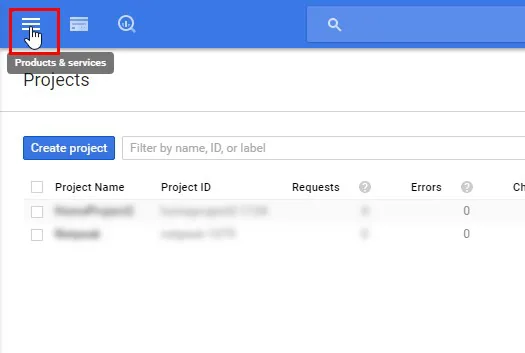 Products & services
Projects
Create project
Filter by name, ID, or label
Project Name Project ID Requests ? Errors ? Ch
0
0